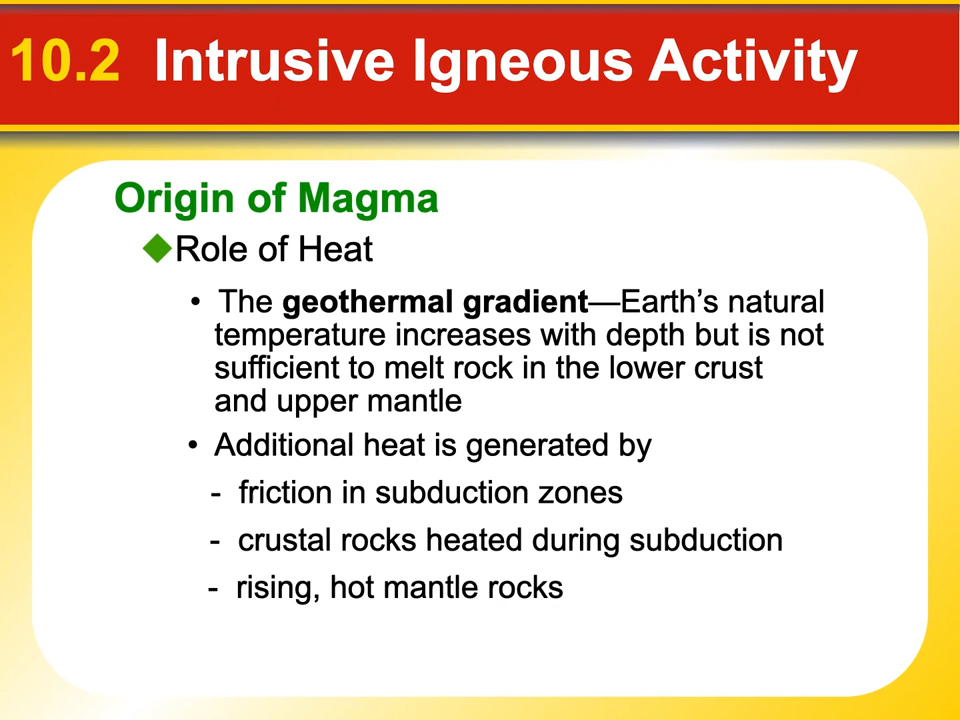 10.2 Intrusive Igneous Activity
Origin of Magma
◆Role of Heat
• The geothermal gradient—Earth’s natural
temperature increases with depth but is not
sufficient to melt rock in the lower crust
and upper mantle
• Additional heat is generated by
- friction in subduction zones
- crustal rocks heated during subduction
- rising, hot mantle rocks